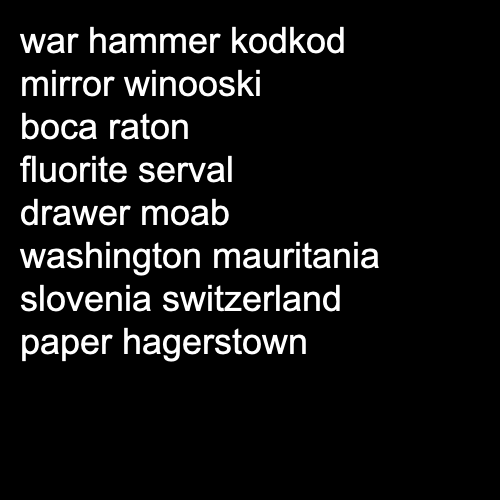 war hammer kodkod
mirror winooski
boca raton
fluorite serval
drawer moab
washington mauritania
slovenia switzerland
paper hagerstown